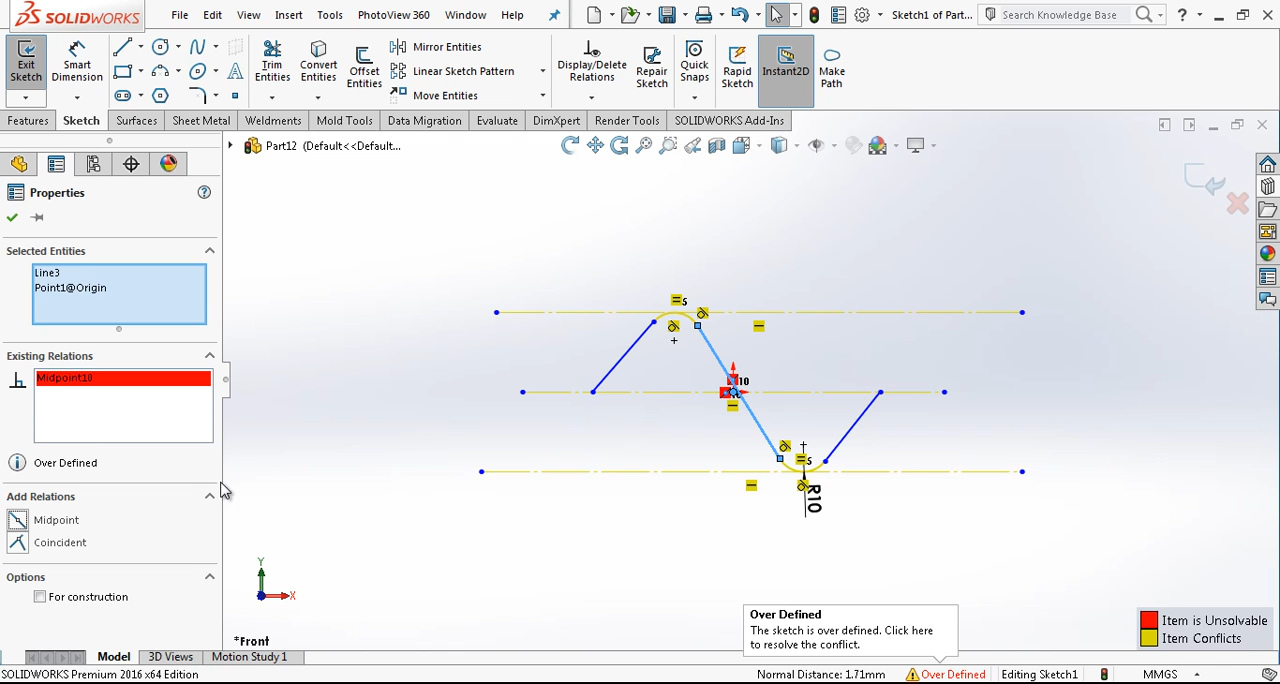 SOLIDWORKS File Edit View Insert Tools PhotoView 360 Window Help Sketch1 of Part... Search Knowledge Base ?
Exit Sketch
Smart Dimension
Trim Entities
Convert Entities
Offset Entities
Mirror Entities
Linear Sketch Pattern
Move Entities
Display/Delete Relations
Repair Sketch
Quick Snaps
Rapid Sketch
Instant2D
Make Path
Features Sketch Surfaces Sheet Metal Weldments Mold Tools Data Migration Evaluate DimXpert Render Tools SOLIDWORKS Add-Ins
Part12 (Default<<Default...
Properties
Selected Entities
Line3
Point1@Origin
Existing Relations
Midpoint10
Over Defined
Add Relations
Midpoint
Coincident
Options
For construction
5
10
5
R10
Y
X
*Front
Over Defined
The sketch is over defined. Click here
to resolve the conflict.
Item is Unsolvable
Item Conflicts
Model 3D Views Motion Study 1
SOLIDWORKS Premium 2016 x64 Edition Normal Distance: 1.71mm Over Defined Editing Sketch1 MMGS